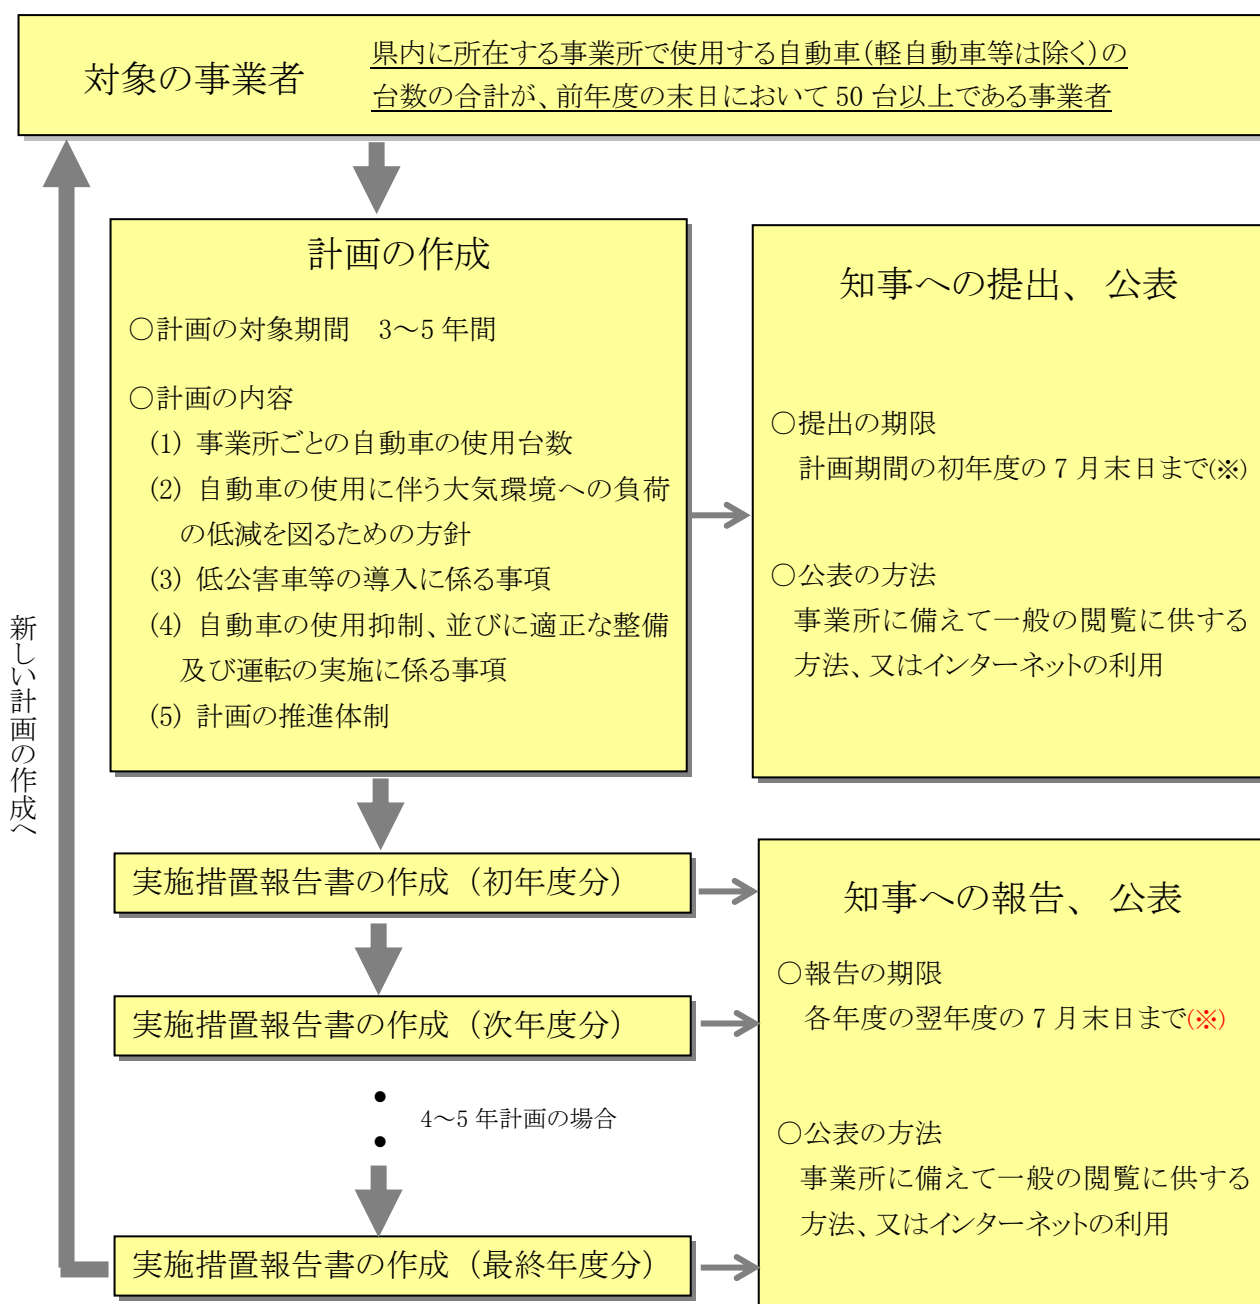 対象の事業者
県内に所在する事業所で使用する自動車(軽自動車等は除く)の
台数の合計が、前年度の末日において 50 台以上である事業者
計画の作成
○計画の対象期間　3～5 年間
○計画の内容
(1) 事業所ごとの自動車の使用台数
(2) 自動車の使用に伴う大気環境への負荷
の低減を図るための方針
(3) 低公害車等の導入に係る事項
(4) 自動車の使用抑制、並びに適正な整備
及び運転の実施に係る事項
(5) 計画の推進体制
知事への提出、 公表
○提出の期限
計画期間の初年度の 7 月末日まで(※)
○公表の方法
事業所に備えて一般の閲覧に供する
方法、又はインターネットの利用
新しい計画の作成へ
実施措置報告書の作成（初年度分）
実施措置報告書の作成（次年度分）
4～5 年計画の場合
実施措置報告書の作成（最終年度分）
知事への報告、 公表
○報告の期限
各年度の翌年度の 7 月末日まで(※)
○公表の方法
事業所に備えて一般の閲覧に供する
方法、又はインターネットの利用